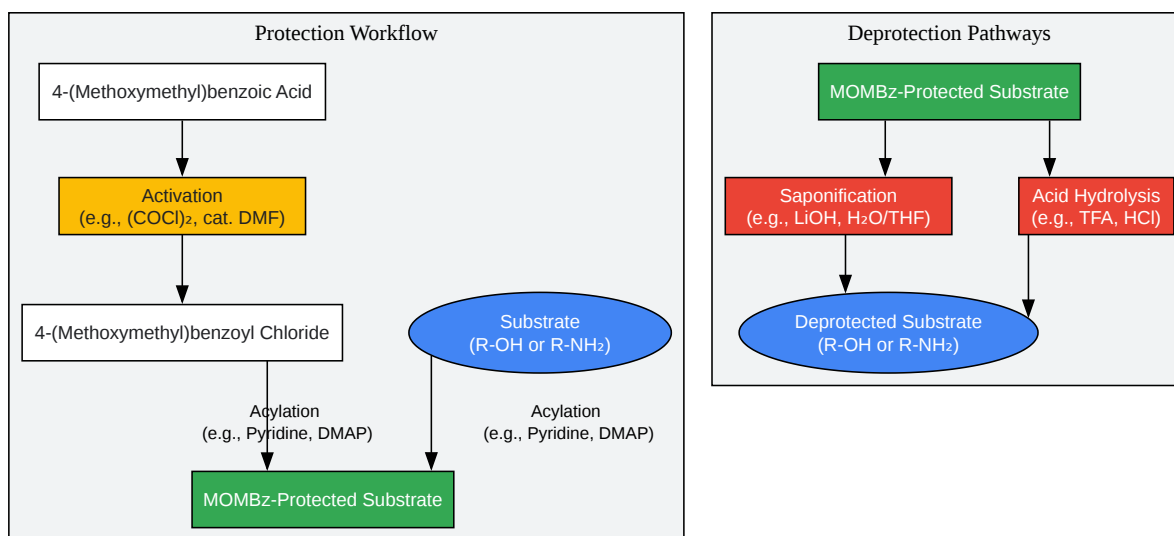 Protection Workflow
4-(Methoxymethyl)benzoic Acid
Activation
(e.g., (COCl)₂, cat. DMF)
4-(Methoxymethyl)benzoyl Chloride
Substrate
(R-OH or R-NH₂)
Acylation
(e.g., Pyridine, DMAP)
Acylation
(e.g., Pyridine, DMAP)
MOMBz-Protected Substrate
Deprotection Pathways
MOMBz-Protected Substrate
Saponification
(e.g., LiOH, H₂O/THF)
Acid Hydrolysis
(e.g., TFA, HCl)
Deprotected Substrate
(R-OH or R-NH₂)